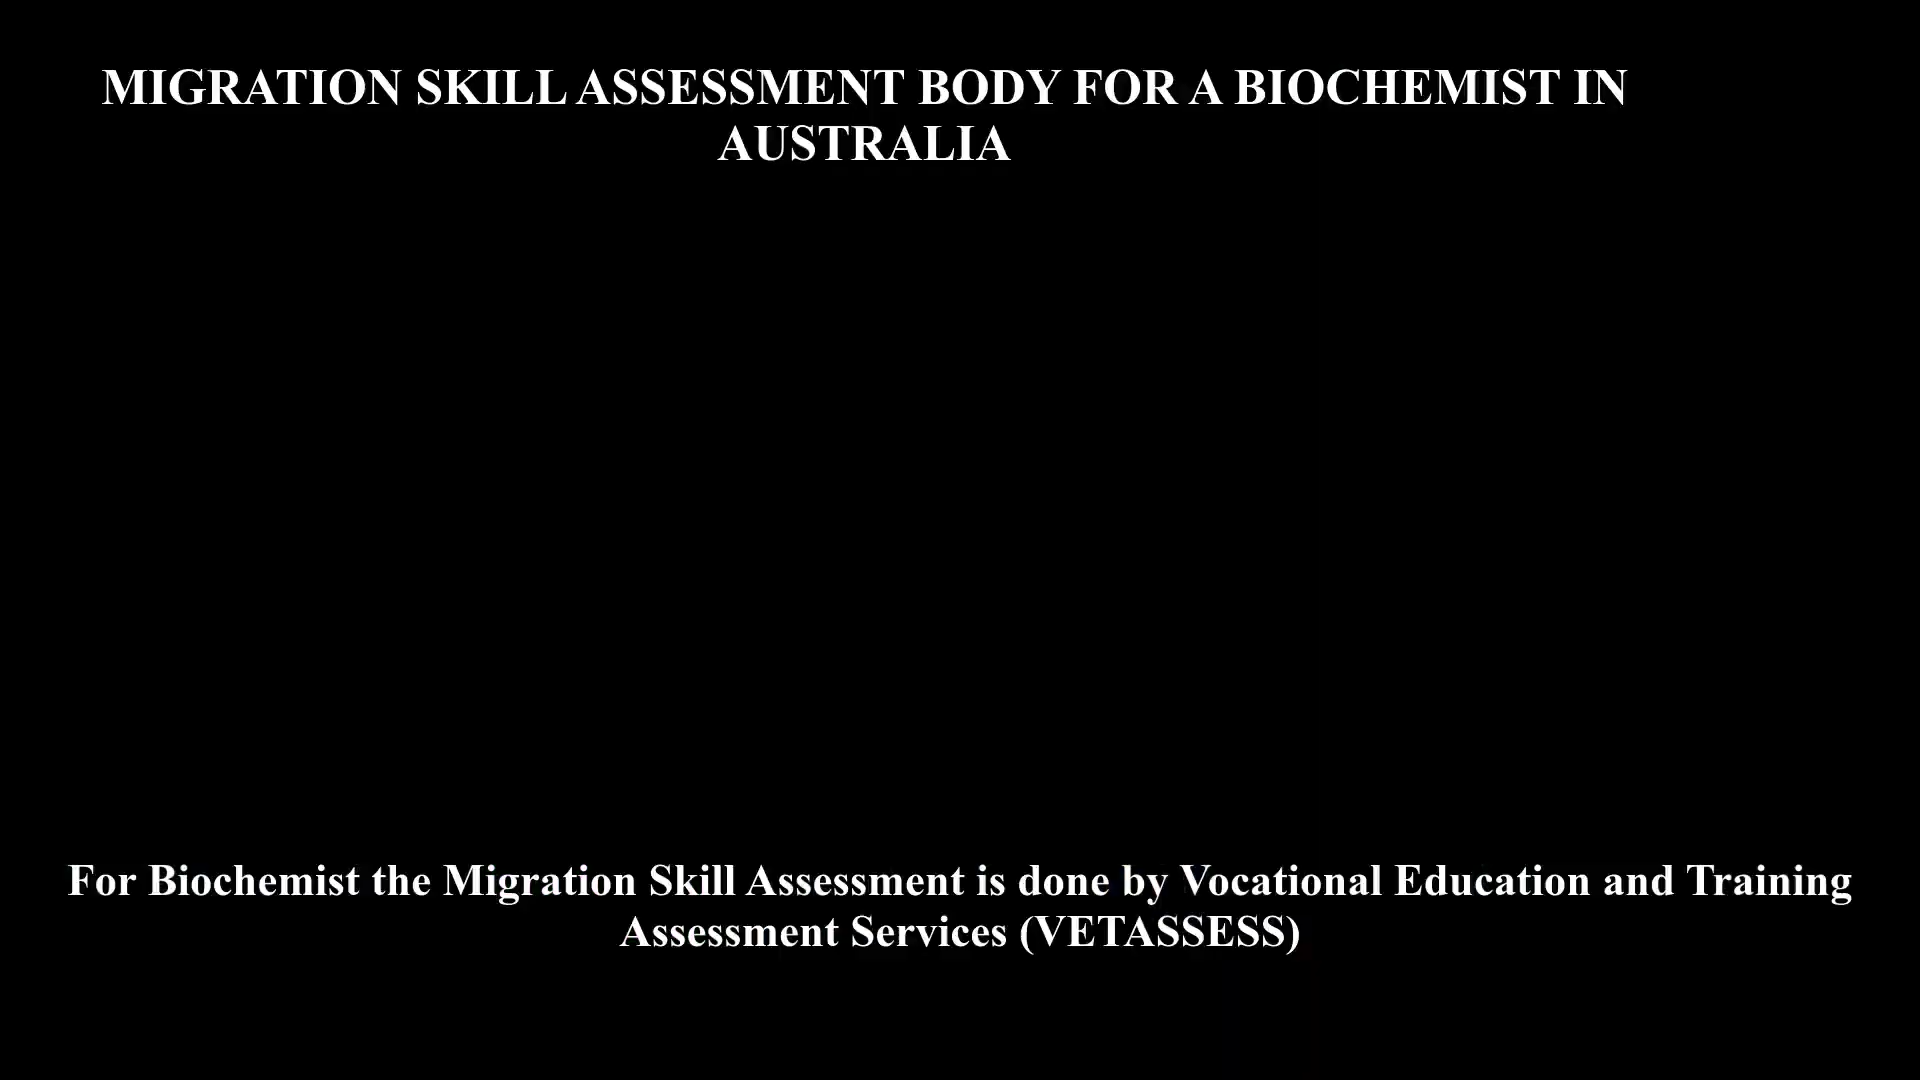 MIGRATION SKILL ASSESSMENT BODY FOR A BIOCHEMIST IN
AUSTRALIA
For Biochemist the Migration Skill Assessment is done by Vocational Education and Training
Assessment Services (VETASSESS)